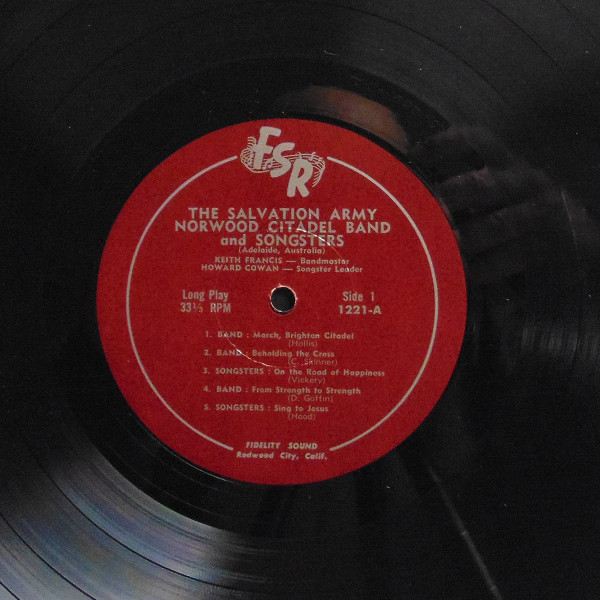 FSR
THE SALVATION ARMY
NORWOOD CITADEL BAND
and SONGSTERS
(Adelaide, Australia)
KEITH FRANCIS — Bandmaster
HOWARD COWAN — Songster Leader
Long Play Side 1
33⅓ RPM 1221-A
1. BAND : March, Brighton Citadel
(Hollis)
2. BAND : Beholding the Cross
(C. Skinner)
3. SONGSTERS : On the Road of Happiness
(Vickery)
4. BAND : From Strength to Strength
(D. Goffin)
5. SONGSTERS : Sing to Jesus
(Hood)
FIDELITY SOUND
Redwood City, Calif.